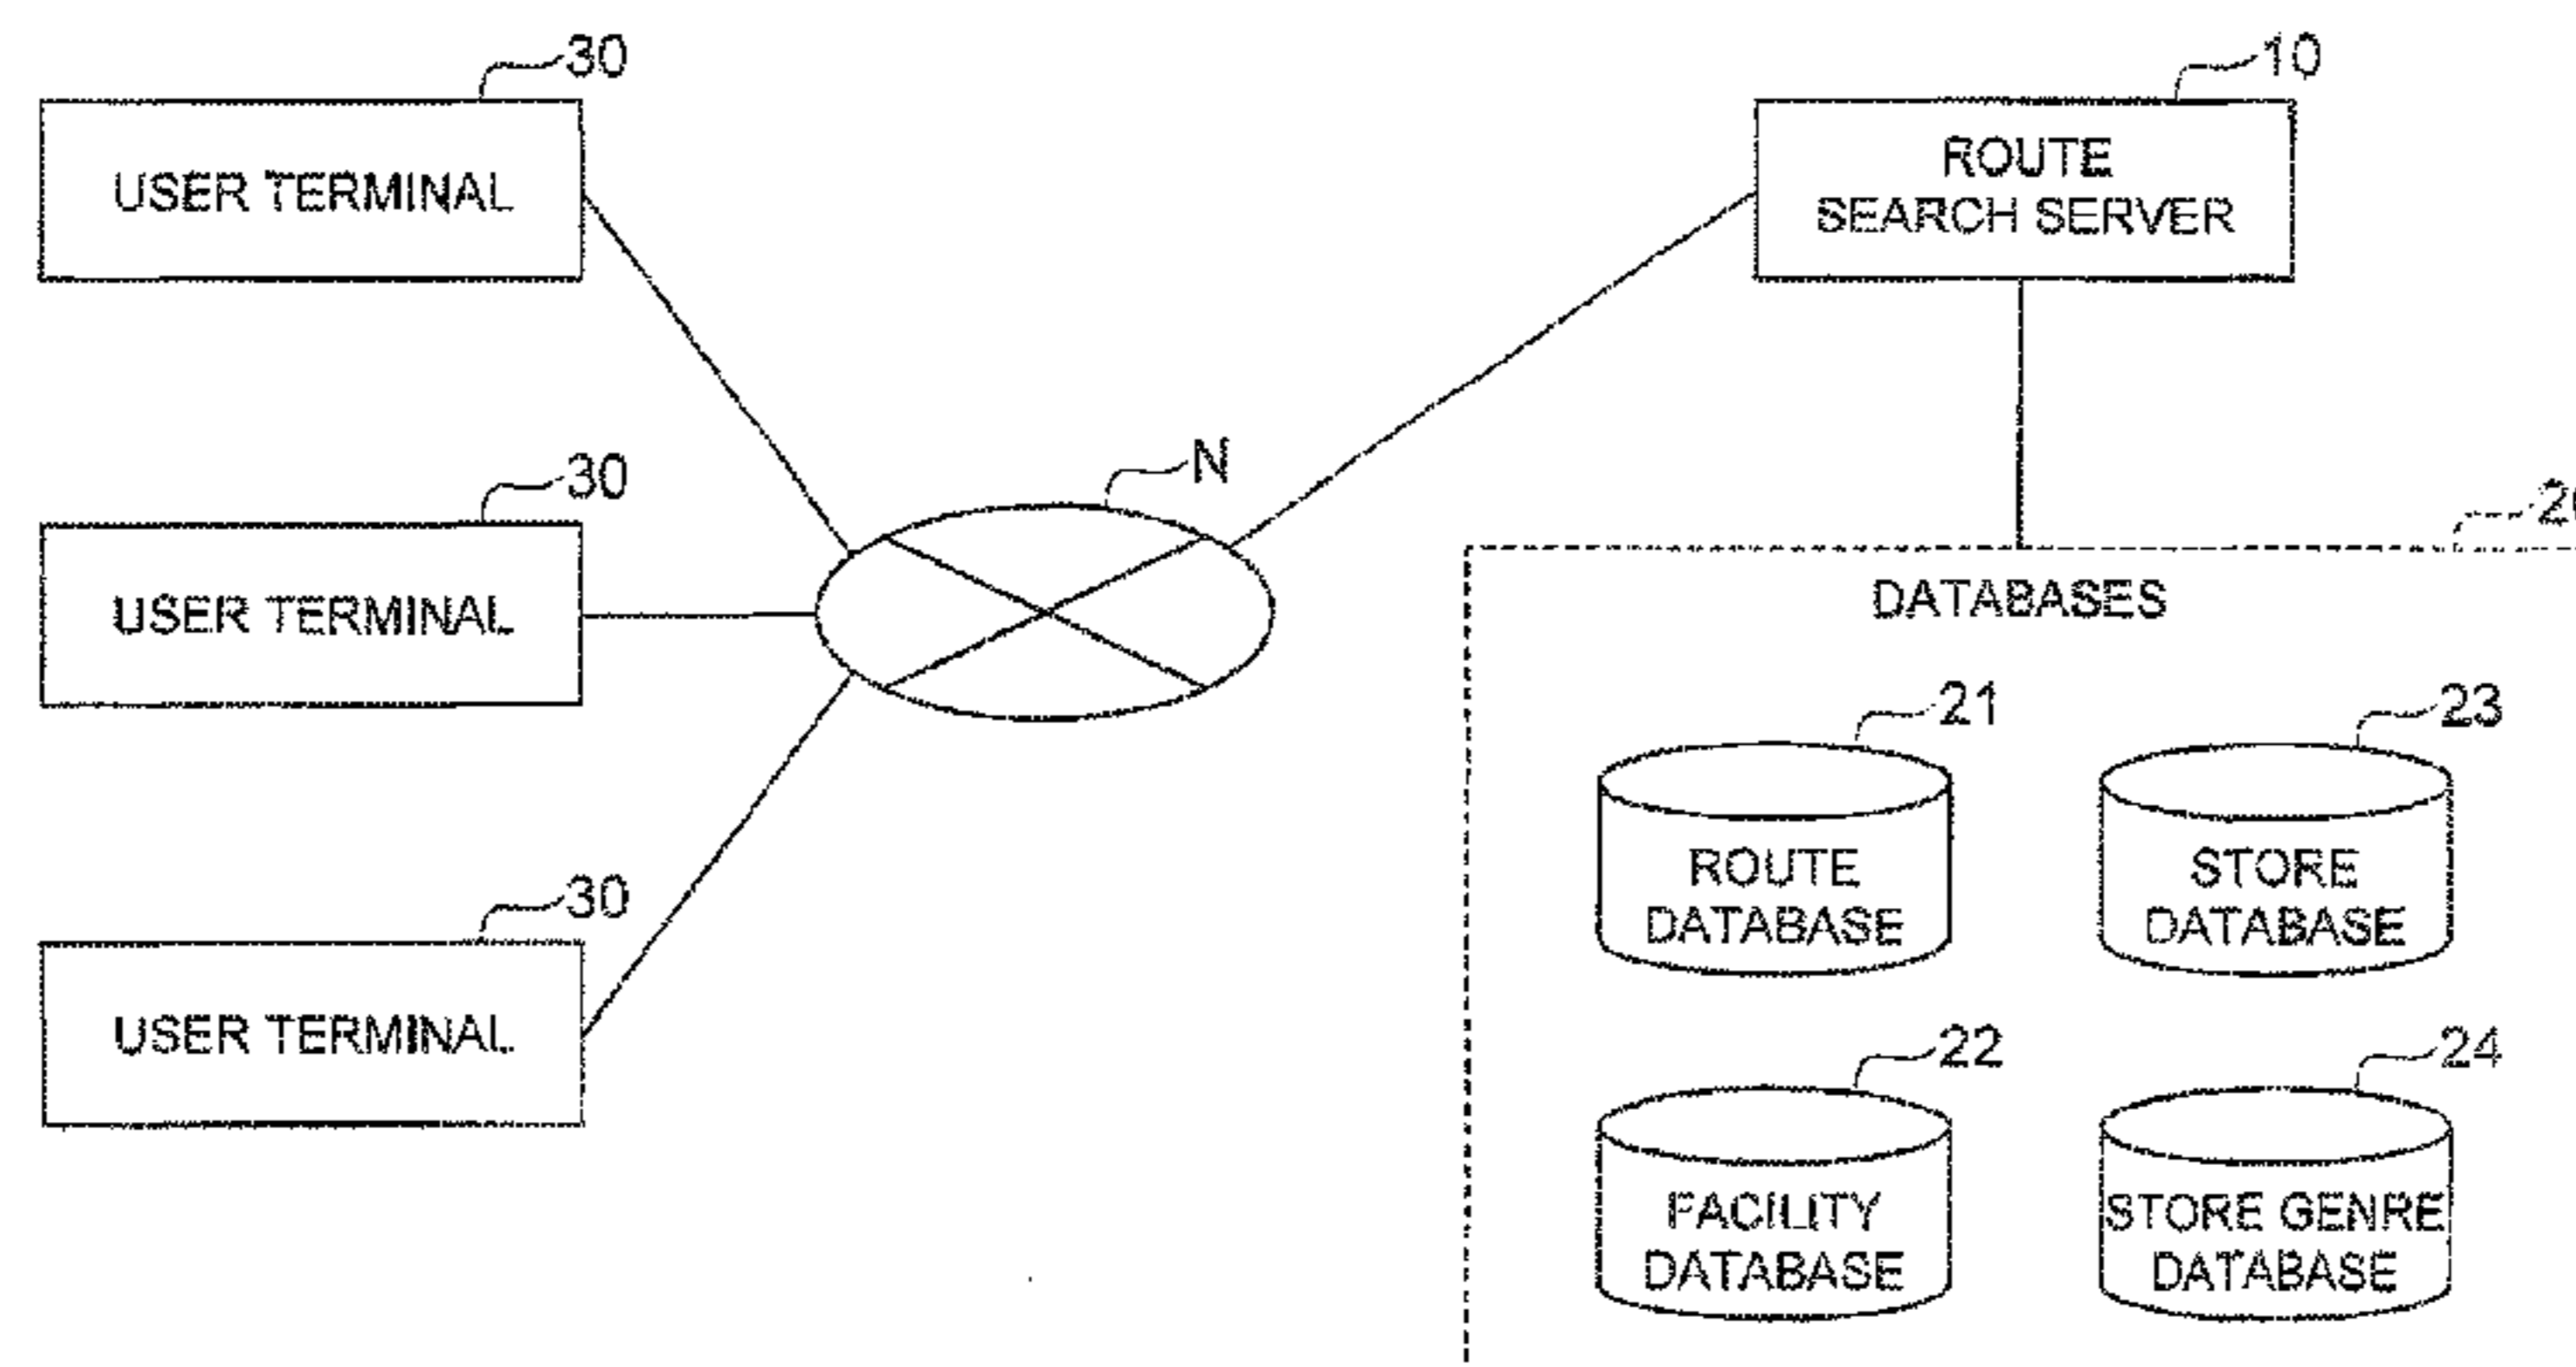 30
USER TERMINAL
10
ROUTE
SEARCH SERVER
30
USER TERMINAL
N
DATABASES
21
ROUTE
DATABASE
23
STORE
DATABASE
30
USER TERMINAL
22
FACILITY
DATABASE
24
STORE GENRE
DATABASE